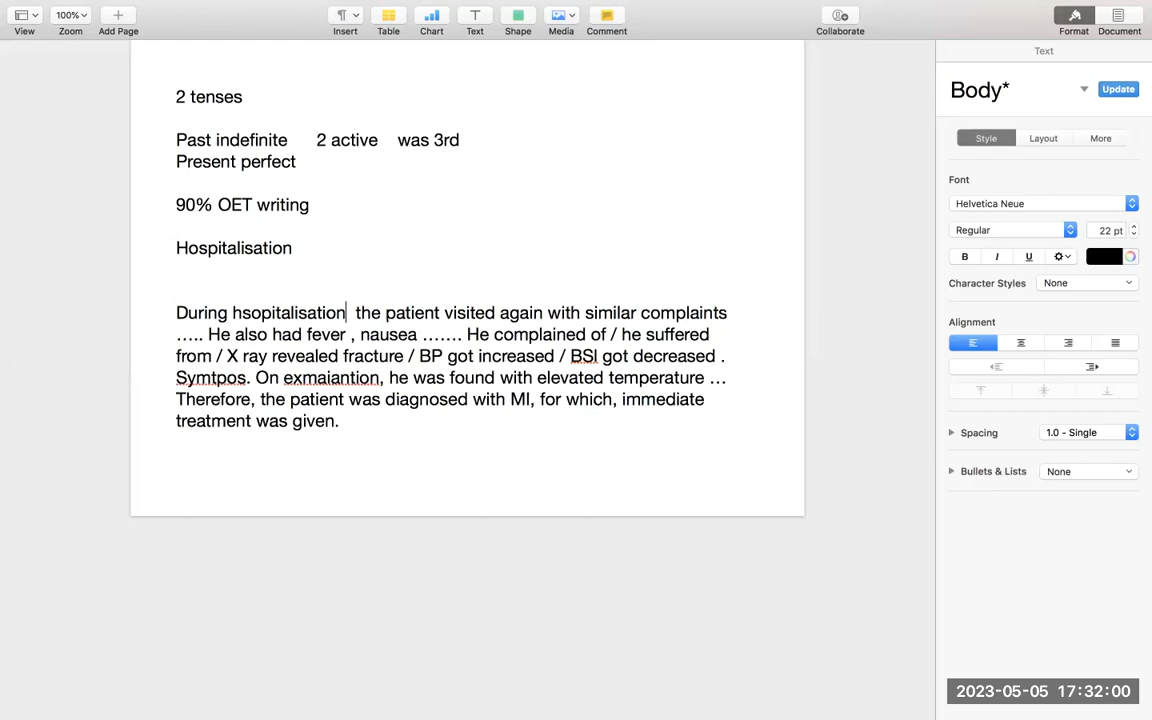 View
Zoom
Add Page
Insert
Table
Chart
Text
Shape
Media
Comment
Collaborate
Format
Document
100%
Text
Body*
Update
Style
Layout
More
Font
Helvetica Neue
Regular
22 pt
B I U
Character Styles
None
Alignment
Spacing
1.0 - Single
Bullets & Lists
None
2 tenses
Past indefinite 2 active was 3rd
Present perfect
90% OET writing
Hospitalisation
During hsopitalisation the patient visited again with similar complaints
….. He also had fever , nausea ……. He complained of / he suffered
from / X ray revealed fracture / BP got increased / BSl got decreased .
Symtpos. On exmaiantion, he was found with elevated temperature …
Therefore, the patient was diagnosed with MI, for which, immediate
treatment was given.
2023-05-05 17:32:00